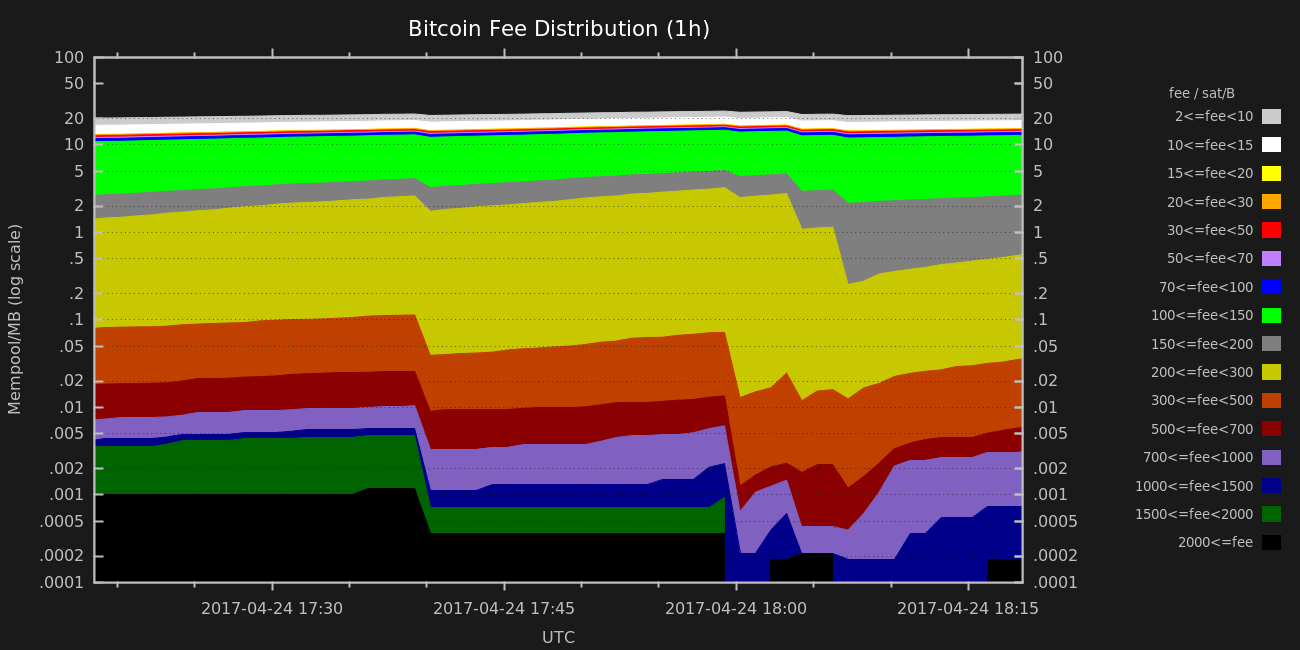 Bitcoin Fee Distribution (1h)
100
50
20
10
5
2
1
.5
.2
.1
.05
.02
.01
.005
.002
.001
.0005
.0002
.0001
Mempool/MB (log scale)
100
50
20
10
5
2
1
.5
.2
.1
.05
.02
.01
.005
.002
.001
.0005
.0002
.0001
2017-04-24 17:30
2017-04-24 17:45
2017-04-24 18:00
2017-04-24 18:15
UTC
fee / sat/B
2<=fee<10
10<=fee<15
15<=fee<20
20<=fee<30
30<=fee<50
50<=fee<70
70<=fee<100
100<=fee<150
150<=fee<200
200<=fee<300
300<=fee<500
500<=fee<700
700<=fee<1000
1000<=fee<1500
1500<=fee<2000
2000<=fee